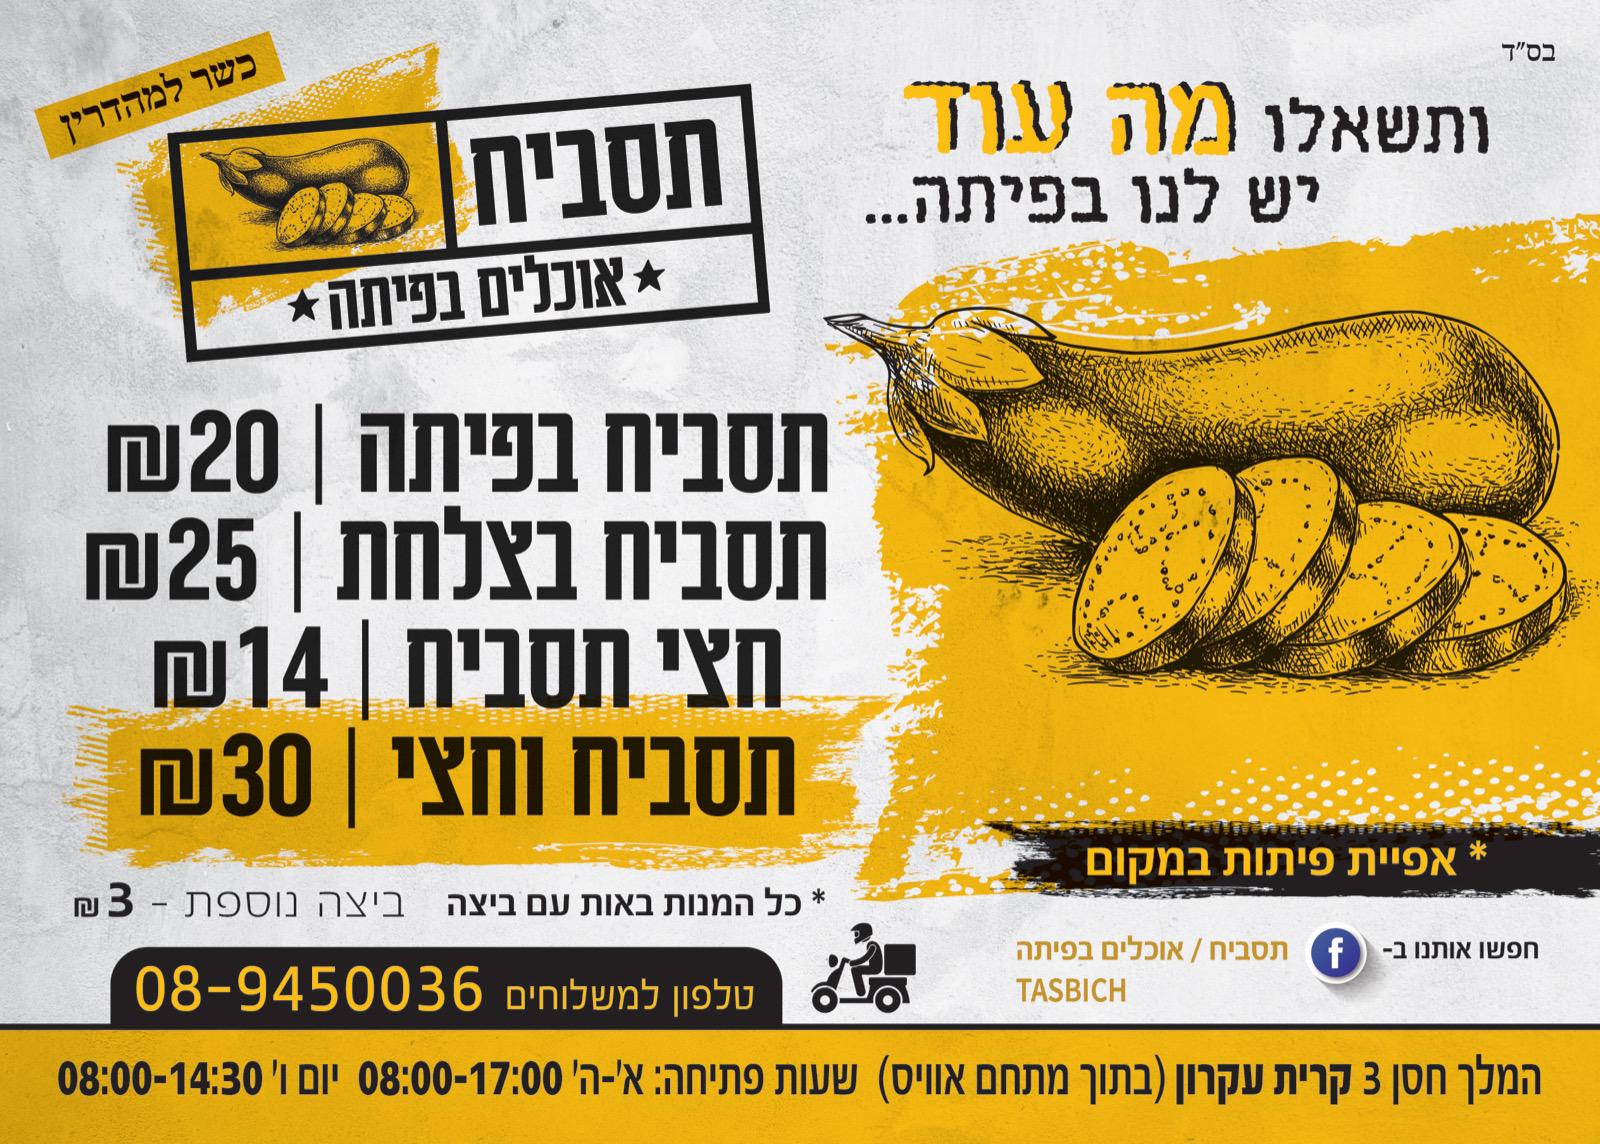 בס"ד
ותשאלו מה עוד
יש לנו בפיתה...
כשר למהדרין
תסביח
★ אוכלים בפיתה ★
תסביח בפיתה | 20₪
תסביח בצלחת | 25₪
חצי תסביח | 14₪
תסביח וחצי | 30₪
* כל המנות באות עם ביצה ביצה נוספת - 3 ₪
* אפיית פיתות במקום
חפשו אותנו ב- f תסביח / אוכלים בפיתה
TASBICH
טלפון למשלוחים 08-9450036
המלך חסן 3 קרית עקרון (בתוך מתחם אוויס) שעות פתיחה: א'-ה' 08:00-17:00 יום ו' 08:00-14:30